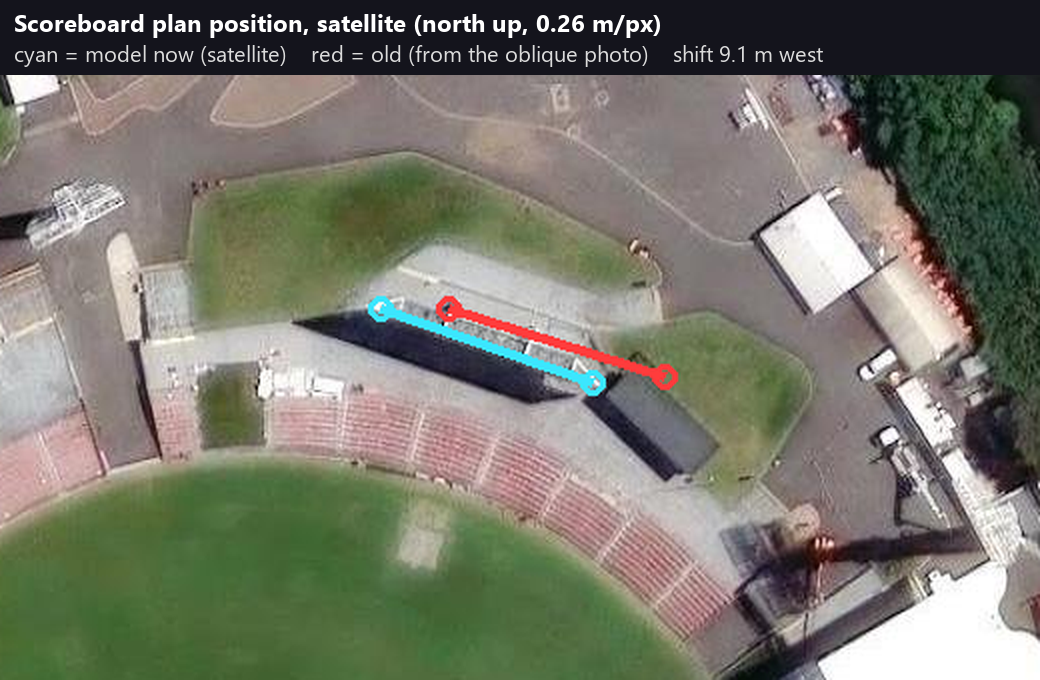 Scoreboard plan position, satellite (north up, 0.26 m/px)
cyan = model now (satellite)    red = old (from the oblique photo)    shift 9.1 m west